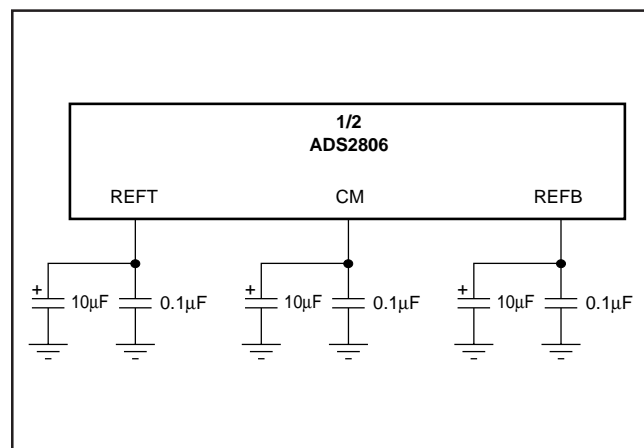 1/2
ADS2806
REFT CM REFB
+ 10µF 0.1µF + 10µF 0.1µF + 10µF 0.1µF